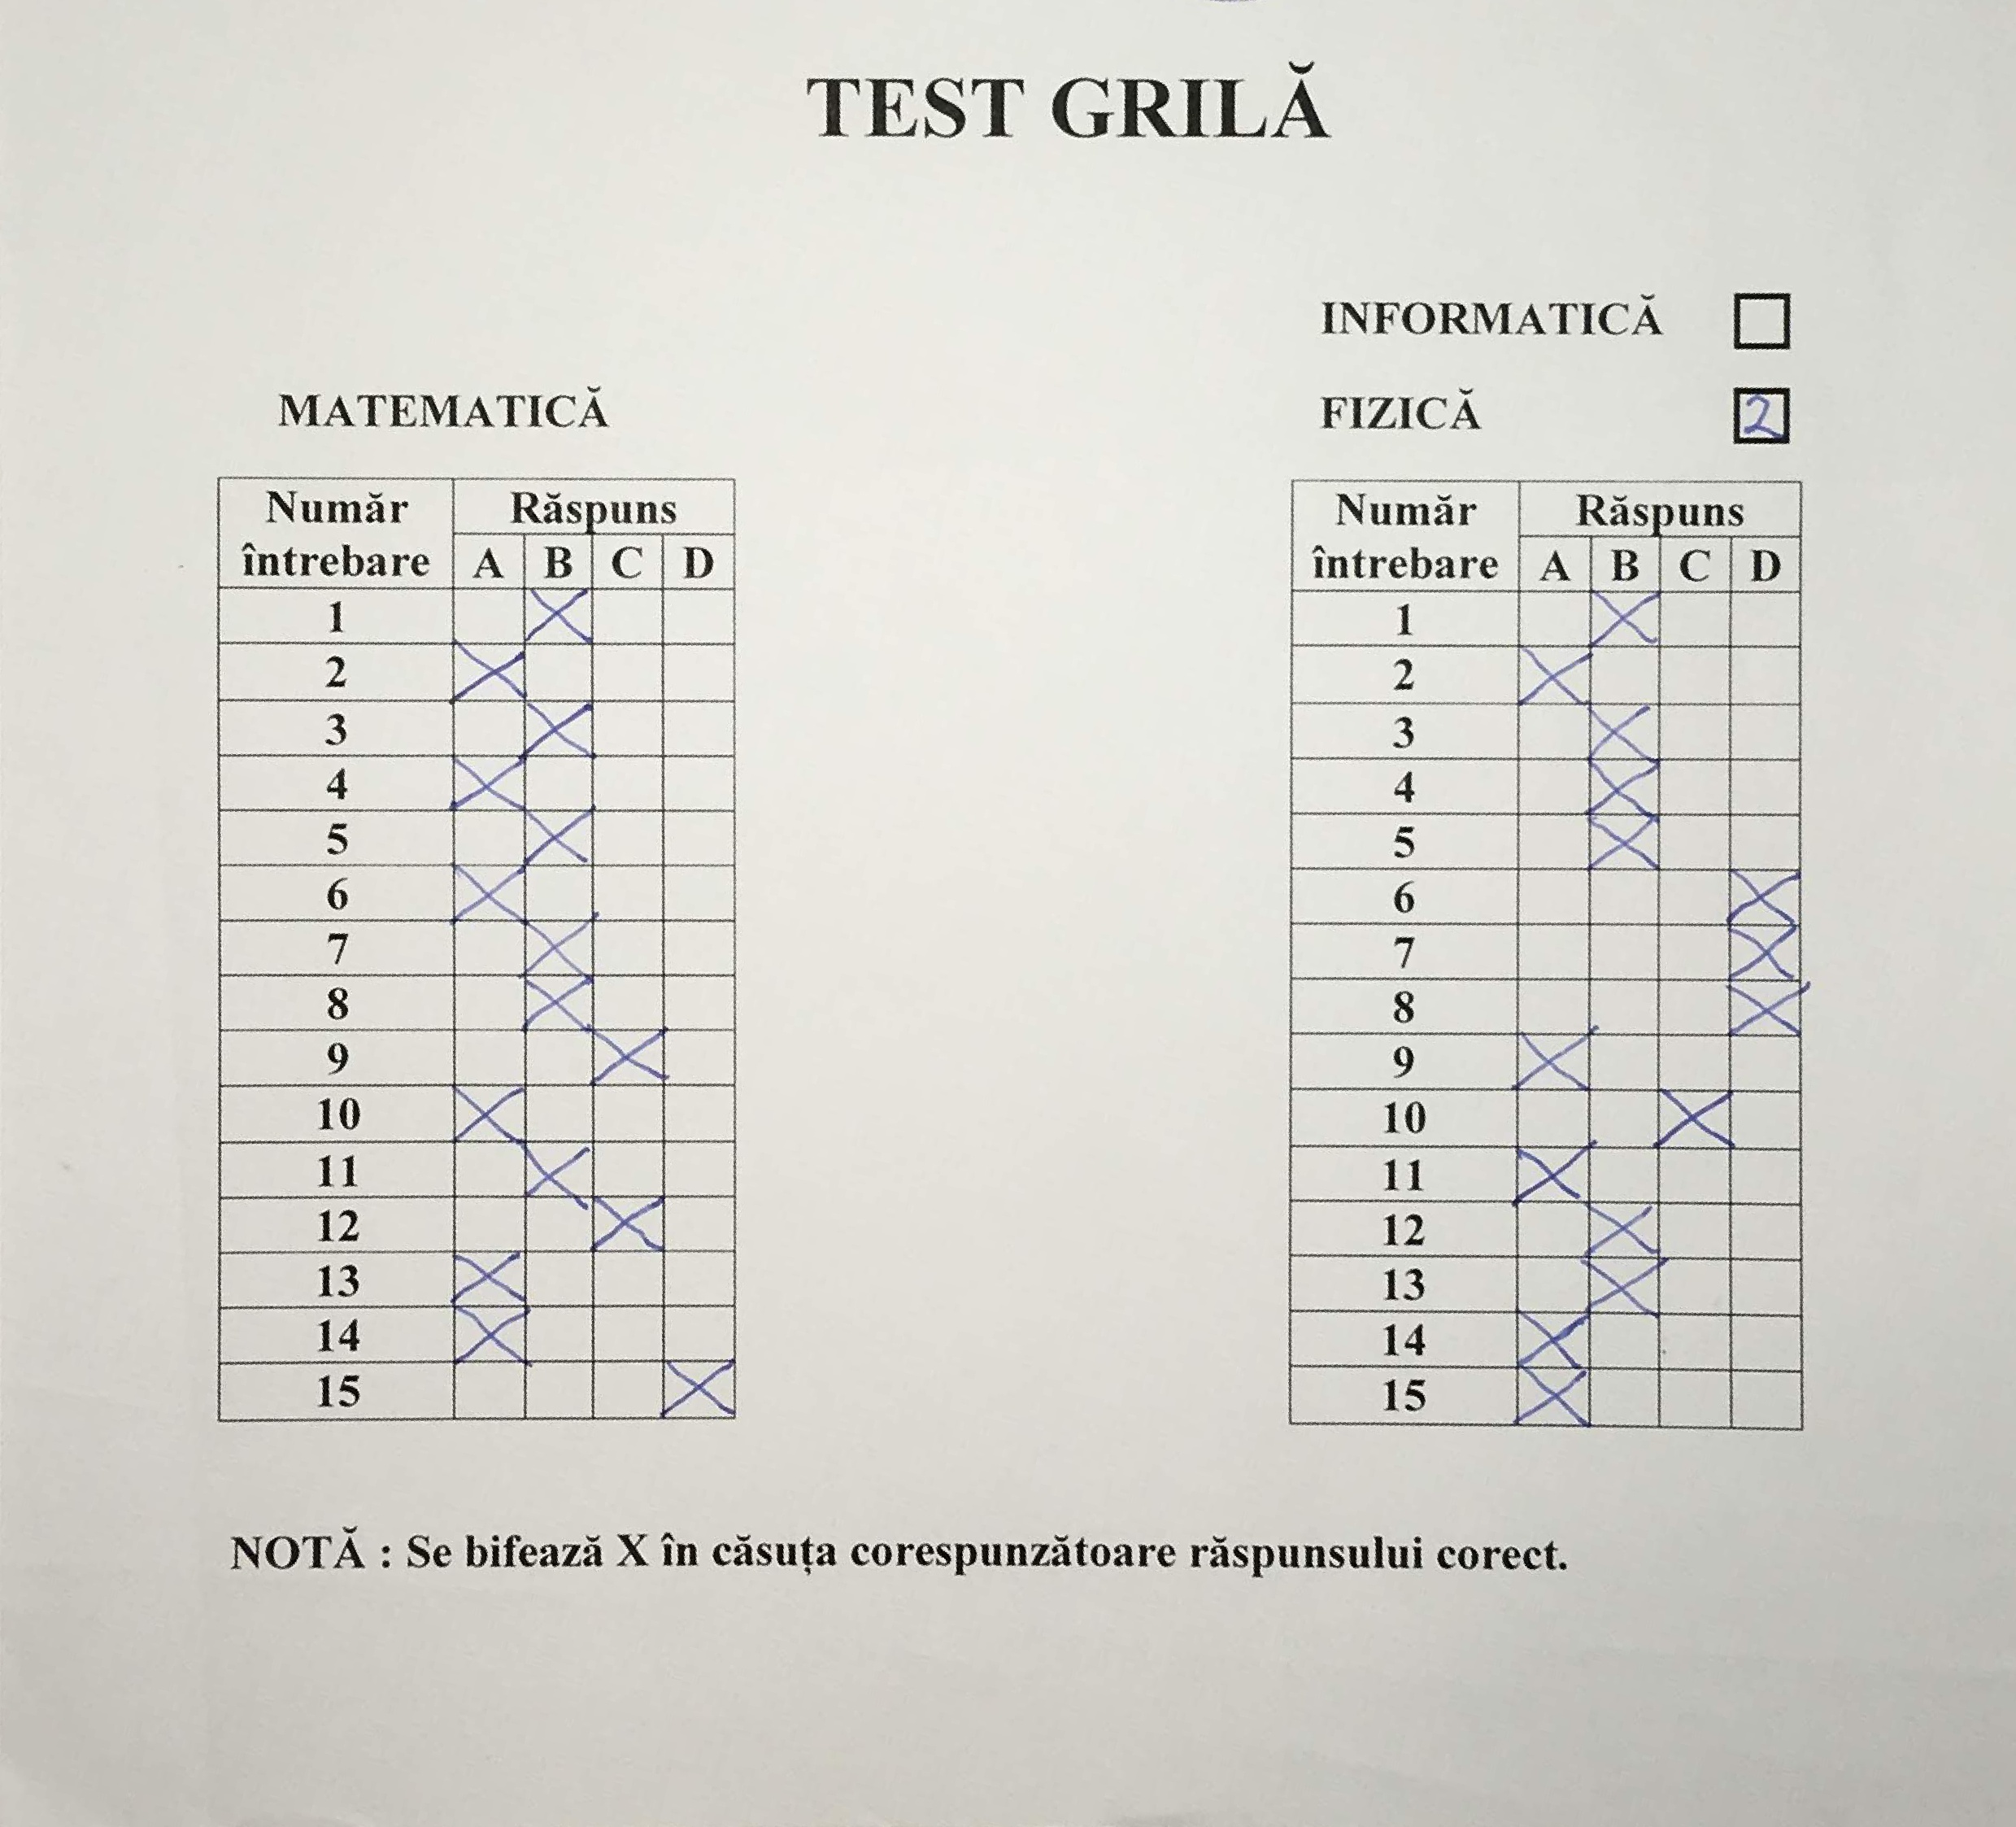 TEST GRILĂ
INFORMATICĂ
MATEMATICĂ
FIZICĂ 2
Număr întrebare Răspuns
A B C D
1 X
2 X
3 X
4 X
5 X
6 X
7 X
8 X
9 X
10 X
11 X
12 X
13 X
14 X
15 X
Număr întrebare Răspuns
A B C D
1 X
2 X
3 X
4 X
5 X
6 X
7 X
8 X
9 X
10 X
11 X
12 X
13 X
14 X
15 X
NOTĂ : Se bifează X în căsuța corespunzătoare răspunsului corect.